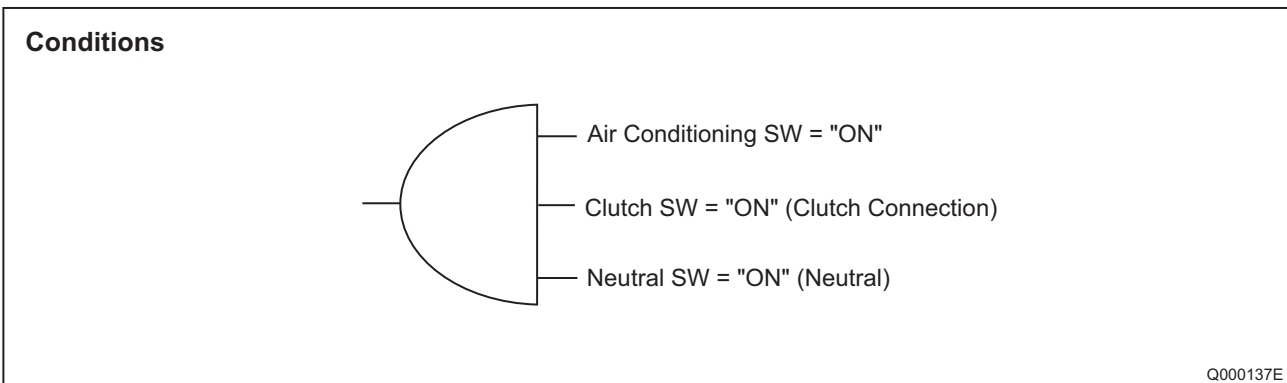 Conditions
Air Conditioning SW = "ON"
Clutch SW = "ON" (Clutch Connection)
Neutral SW = "ON" (Neutral)
Q000137E